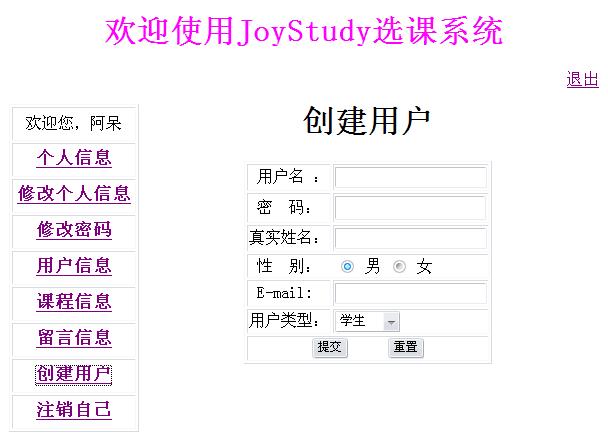 欢迎使用JoyStudy选课系统
退出
欢迎您，阿呆
个人信息
修改个人信息
修改密码
用户信息
课程信息
留言信息
创建用户
注销自己
创建用户
用户名 ：
密 码：
真实姓名：
性 别： 男 女
E-mail:
用户类型： 学生
提交 重置